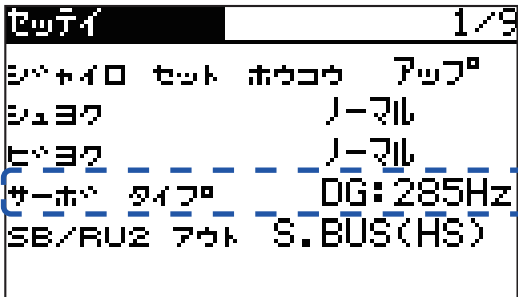 セッテイ 1/9
ジャイロ セット ホウコウ アップ
シュヨク ノーマル
ビヨク ノーマル
サーボ タイプ DG:285Hz
SB/RU2 アウト S.BUS(HS)